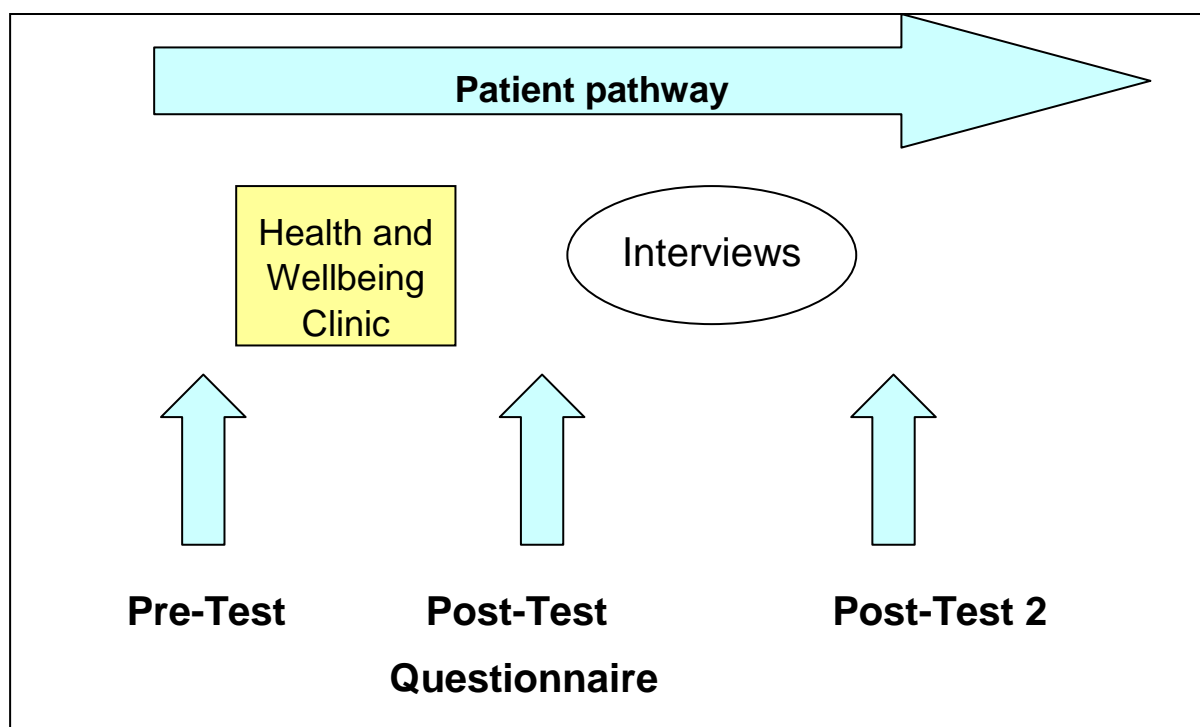 Patient pathway
Health and
Wellbeing
Clinic
Interviews
Pre-Test
Post-Test
Post-Test 2
Questionnaire